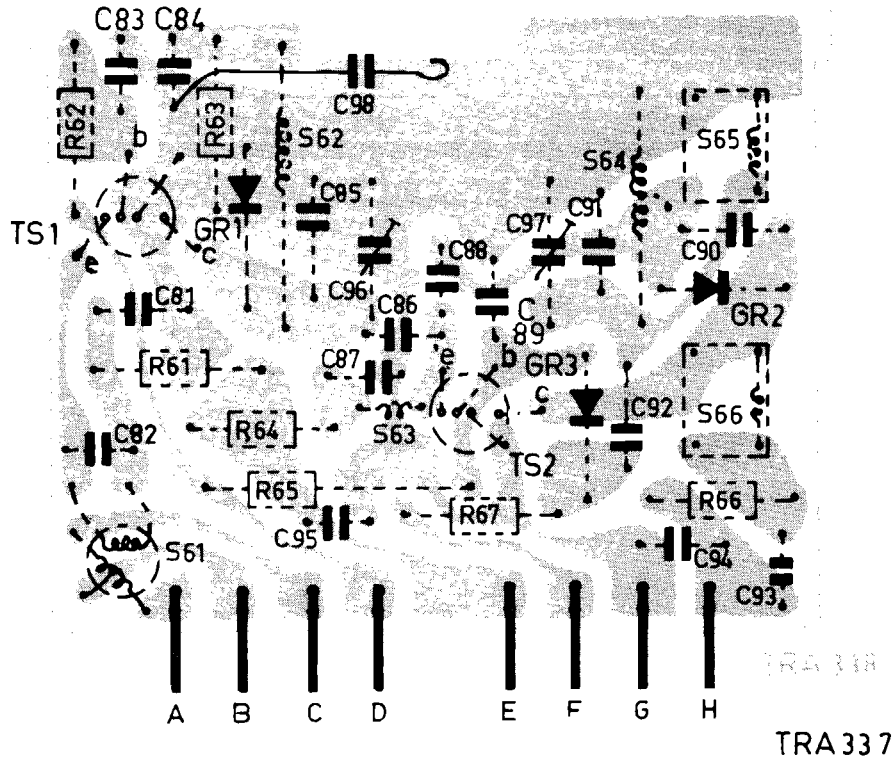 C83 C84
C98
R62
R63
b
S62
S65
S64
C85
TS1
GR1
C97
C91
c
e
C88
C90
C96
C81
C86
C
89
GR2
R61
C87
e
b
GR3
c
C92
S66
C82
R64
S63
TS2
R65
R67
R66
C95
S61
C94
C93
TRA 338
A B C D E F G H
TRA 337